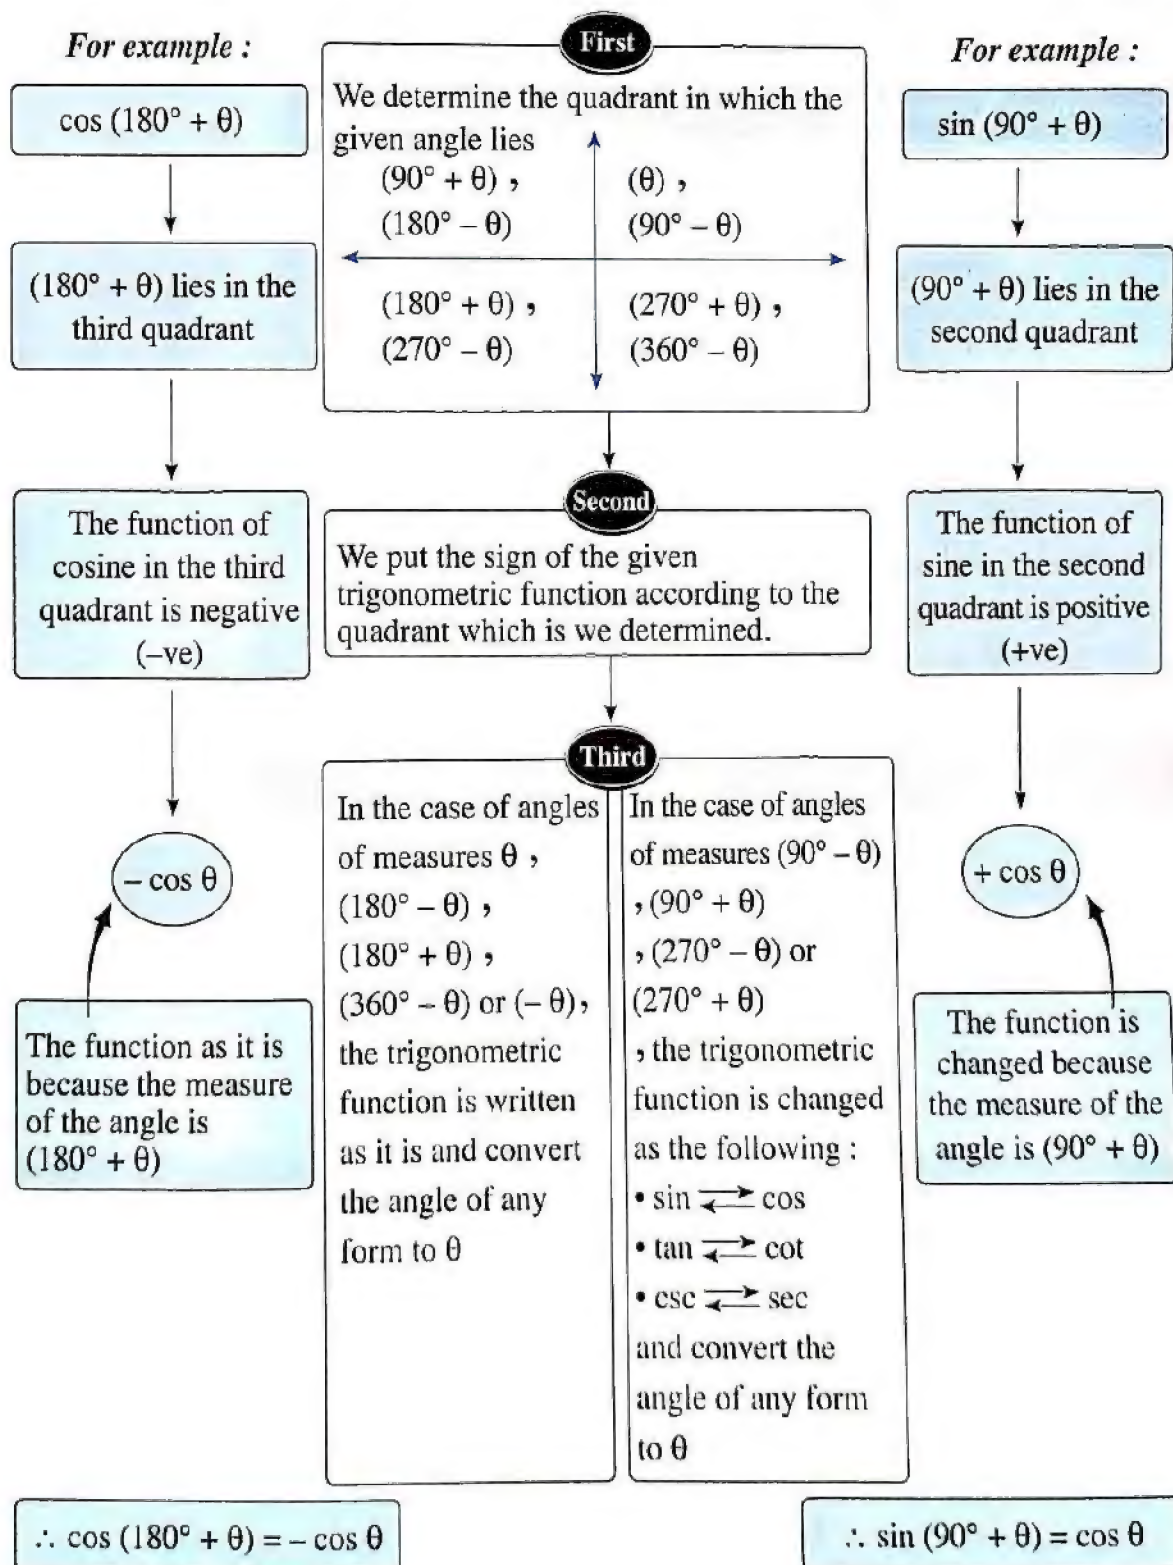 For example :
cos (180° + θ)
(180° + θ) lies in the
third quadrant
The function of
cosine in the third
quadrant is negative
(–ve)
– cos θ
The function as it is
because the measure
of the angle is
(180° + θ)
∴ cos (180° + θ) = – cos θ
First
We determine the quadrant in which the
given angle lies
(90° + θ) , (θ) ,
(180° – θ) (90° – θ)
(180° + θ) , (270° + θ) ,
(270° – θ) (360° – θ)
Second
We put the sign of the given
trigonometric function according to the
quadrant which is we determined.
Third
In the case of angles
of measures θ ,
(180° – θ) ,
(180° + θ) ,
(360° – θ) or (– θ) ,
the trigonometric
function is written
as it is and convert
the angle of any
form to θ
In the case of angles
of measures (90° – θ)
, (90° + θ)
, (270° – θ) or
(270° + θ)
, the trigonometric
function is changed
as the following :
• sin ⇄ cos
• tan ⇄ cot
• csc ⇄ sec
and convert the
angle of any form
to θ
For example :
sin (90° + θ)
(90° + θ) lies in the
second quadrant
The function of
sine in the second
quadrant is positive
(+ve)
+ cos θ
The function is
changed because
the measure of the
angle is (90° + θ)
∴ sin (90° + θ) = cos θ